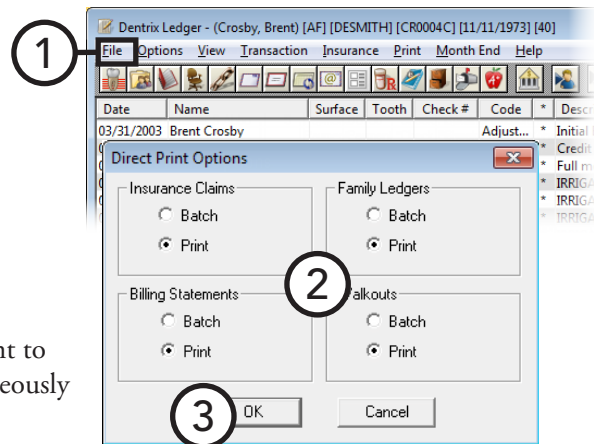 Dentrix Ledger - (Crosby, Brent) [AF] [DESMITH] [CR0004C] [11/11/1973] [40]
1
File Options View Transaction Insurance Print Month End Help
Date Name Surface Tooth Check # Code * Descr
03/31/2003 Brent Crosby Adjust... * Initial
* Credit
* Full m
* IRRIGA
* IRRIGA
Direct Print Options
Insurance Claims
Batch
Print
Family Ledgers
Batch
Print
2
Billing Statements
Batch
Print
alkouts
Batch
Print
nt to
eously
3
OK Cancel